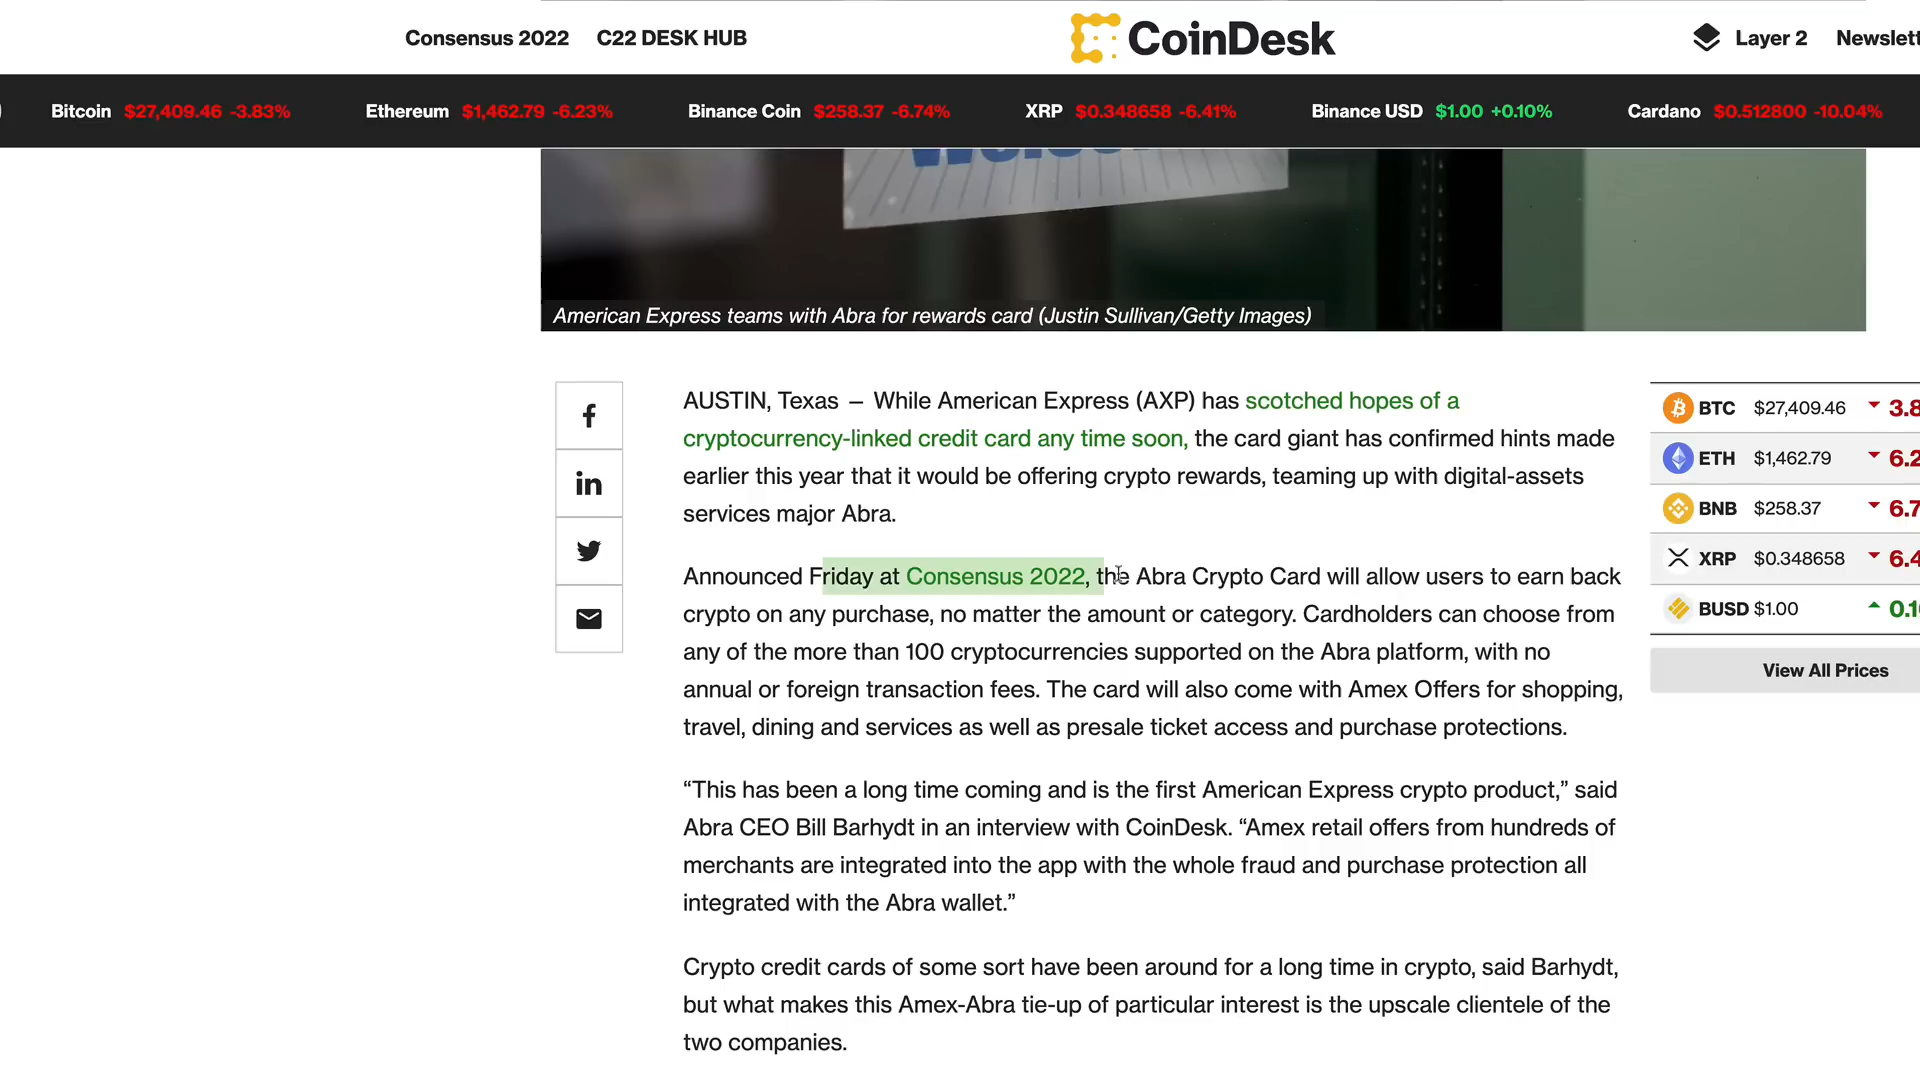 Consensus 2022 C22 DESK HUB CoinDesk Layer 2 Newslett
) Bitcoin $27,409.46 -3.83% Ethereum $1,462.79 -6.23% Binance Coin $258.37 -6.74% XRP $0.348658 -6.41% Binance USD $1.00 +0.10% Cardano $0.512800 -10.04%
American Express teams with Abra for rewards card (Justin Sullivan/Getty Images)
AUSTIN, Texas — While American Express (AXP) has scotched hopes of a
cryptocurrency-linked credit card any time soon, the card giant has confirmed hints made
earlier this year that it would be offering crypto rewards, teaming up with digital-assets
services major Abra.
Announced Friday at Consensus 2022, the Abra Crypto Card will allow users to earn back
crypto on any purchase, no matter the amount or category. Cardholders can choose from
any of the more than 100 cryptocurrencies supported on the Abra platform, with no
annual or foreign transaction fees. The card will also come with Amex Offers for shopping,
travel, dining and services as well as presale ticket access and purchase protections.
“This has been a long time coming and is the first American Express crypto product,” said
Abra CEO Bill Barhydt in an interview with CoinDesk. “Amex retail offers from hundreds of
merchants are integrated into the app with the whole fraud and purchase protection all
integrated with the Abra wallet.”
Crypto credit cards of some sort have been around for a long time in crypto, said Barhydt,
but what makes this Amex-Abra tie-up of particular interest is the upscale clientele of the
two companies.
BTC $27,409.46 3.8
ETH $1,462.79 6.2
BNB $258.37 6.7
XRP $0.348658 6.4
BUSD $1.00 0.1
View All Prices